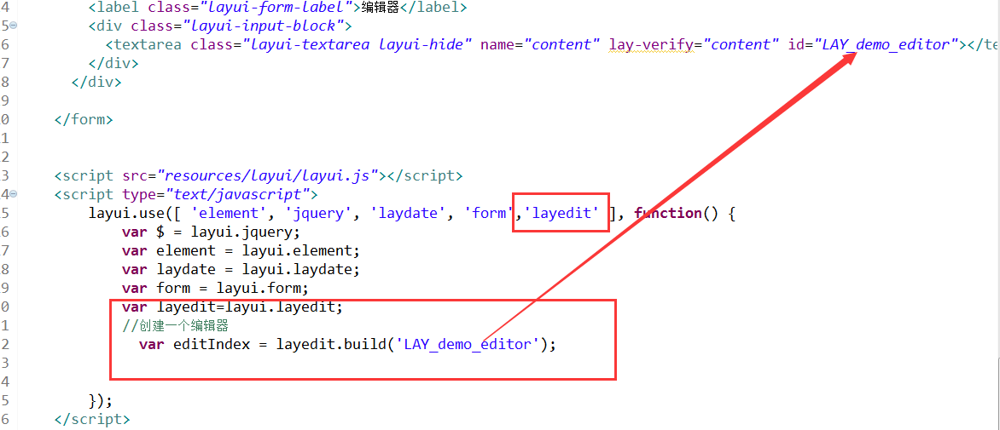 4 <label class="layui-form-label">编辑器</label>
5 <div class="layui-input-block">
6 <textarea class="layui-textarea layui-hide" name="content" lay-verify="content" id="LAY_demo_editor"></te
7 </div>
8 </div>
9
0 </form>
1
2
3 <script src="resources/layui/layui.js"></script>
4 <script type="text/javascript">
5 layui.use([ 'element', 'jquery', 'laydate', 'form','layedit' ], function() {
6 var $ = layui.jquery;
7 var element = layui.element;
8 var laydate = layui.laydate;
9 var form = layui.form;
0 var layedit=layui.layedit;
1 //创建一个编辑器
2 var editIndex = layedit.build('LAY_demo_editor');
3
4
5 });
6 </script>